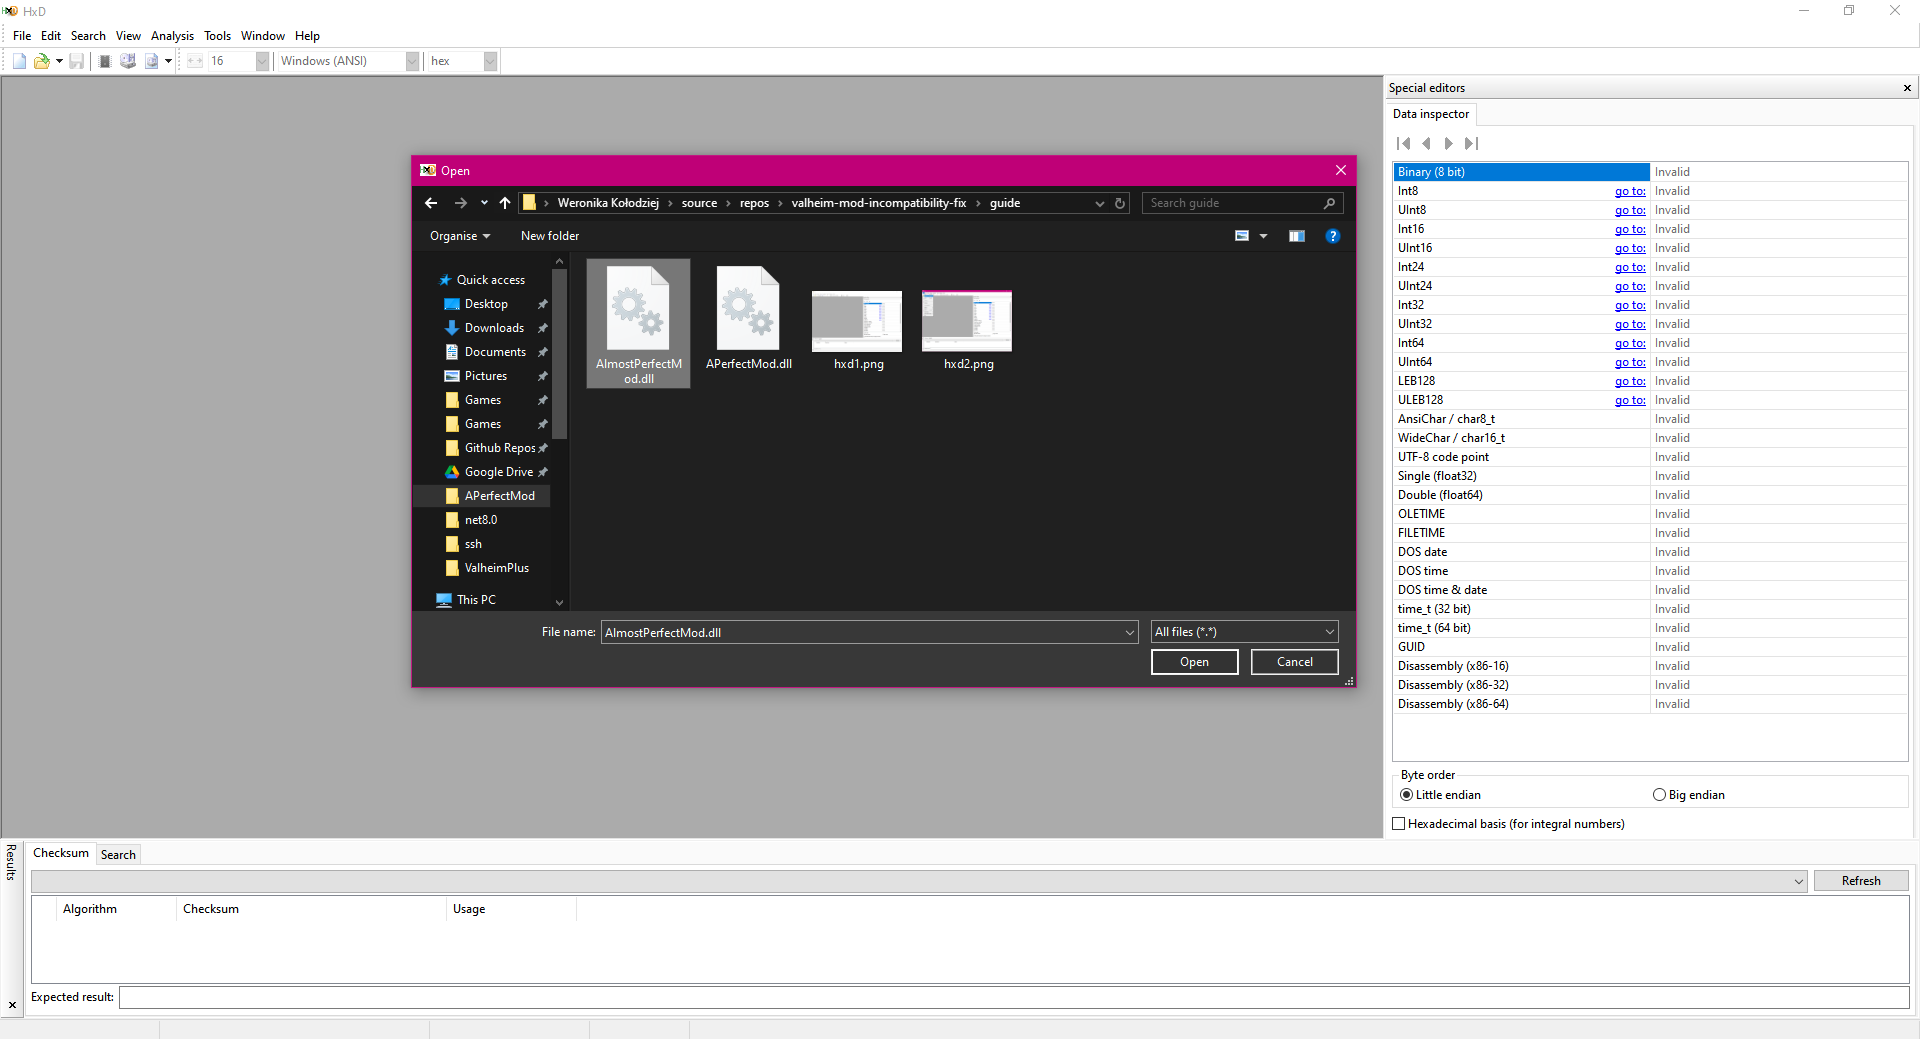 HxD
File Edit Search View Analysis Tools Window Help
16 Windows (ANSI) hex
Special editors
Data inspector
Open
Weronika Kołodziej › source › repos › valheim-mod-incompatibility-fix › guide
Search guide
Organise New folder
Quick access
Desktop
Downloads
Documents
Pictures
Games
Games
Github Repos
Google Drive
APerfectMod
net8.0
ssh
ValheimPlus
This PC
AlmostPerfectM
od.dll
APerfectMod.dll
hxd1.png
hxd2.png
File name: AlmostPerfectMod.dll
All files (*.*)
Open Cancel
Binary (8 bit) Invalid
Int8 go to: Invalid
UInt8 go to: Invalid
Int16 go to: Invalid
UInt16 go to: Invalid
Int24 go to: Invalid
UInt24 go to: Invalid
Int32 go to: Invalid
UInt32 go to: Invalid
Int64 go to: Invalid
UInt64 go to: Invalid
LEB128 go to: Invalid
ULEB128 go to: Invalid
AnsiChar / char8_t Invalid
WideChar / char16_t Invalid
UTF-8 code point Invalid
Single (float32) Invalid
Double (float64) Invalid
OLETIME Invalid
FILETIME Invalid
DOS date Invalid
DOS time Invalid
DOS time & date Invalid
time_t (32 bit) Invalid
time_t (64 bit) Invalid
GUID Invalid
Disassembly (x86-16) Invalid
Disassembly (x86-32) Invalid
Disassembly (x86-64) Invalid
Byte order
Little endian Big endian
Hexadecimal basis (for integral numbers)
Results
Checksum Search
Refresh
Algorithm Checksum Usage
Expected result: